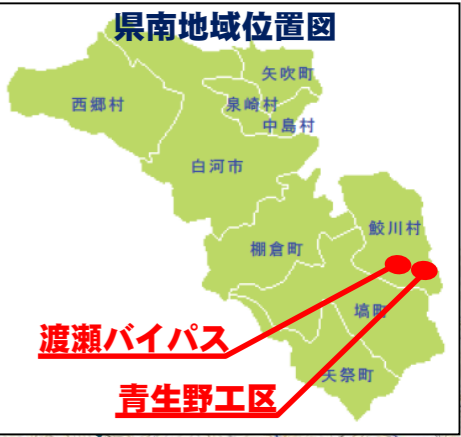 県南地域位置図
矢吹町
西郷村
泉崎村
中島村
白河市
鮫川村
棚倉町
塙町
渡瀬バイパス
矢祭町
青生野工区